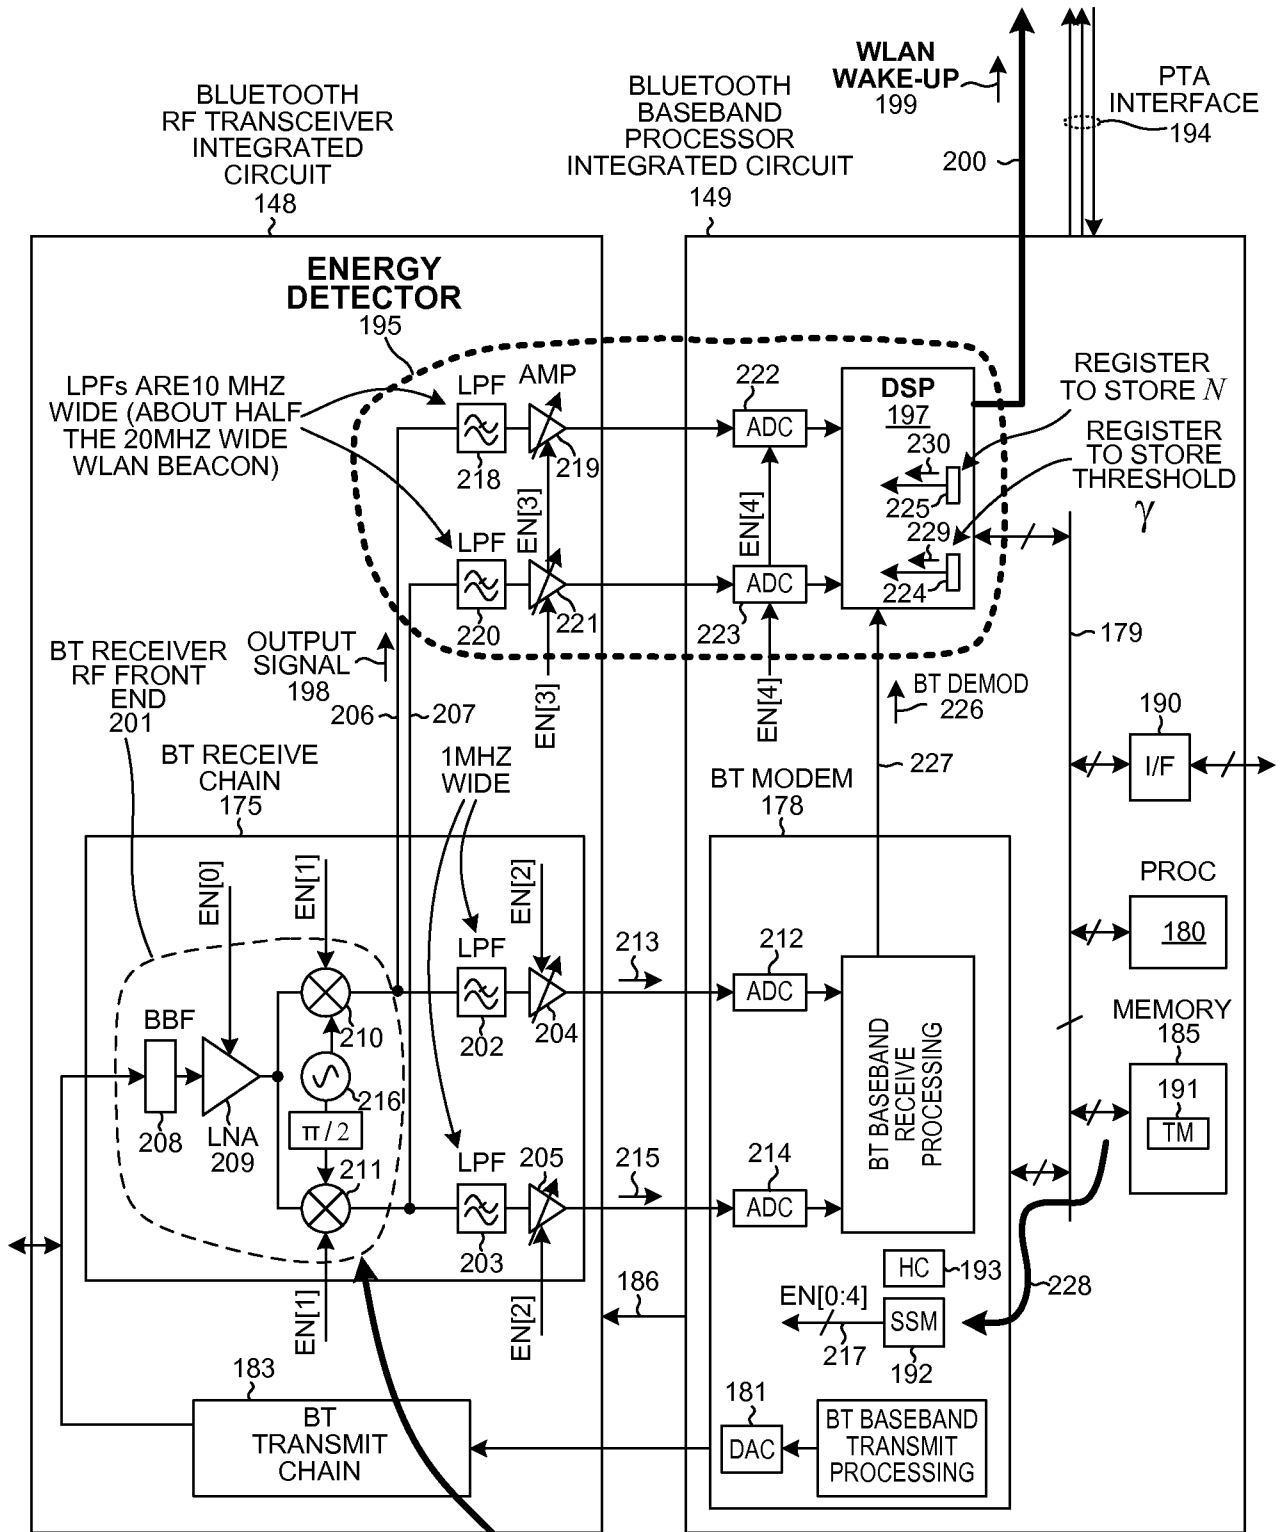 WLAN
WAKE-UP
199
PTA
INTERFACE
194
200
BLUETOOTH
RF TRANSCEIVER
INTEGRATED
CIRCUIT
148
BLUETOOTH
BASEBAND
PROCESSOR
INTEGRATED CIRCUIT
149
ENERGY
DETECTOR
195
LPFs ARE10 MHZ
WIDE (ABOUT HALF
THE 20MHZ WIDE
WLAN BEACON)
LPF
218
AMP
219
222
ADC
DSP
197
230
225
229
224
REGISTER
TO STORE N
REGISTER
TO STORE
THRESHOLD
γ
EN[3]
EN[4]
LPF
220
221
ADC
223
EN[3]
EN[4]
179
BT RECEIVER
RF FRONT
END
201
OUTPUT
SIGNAL
198
206
207
BT DEMOD
226
227
190
I/F
BT RECEIVE
CHAIN
175
1MHZ
WIDE
BT MODEM
178
EN[0]
EN[1]
EN[2]
PROC
180
LPF
202
204
213
212
ADC
BBF
208
LNA
209
210
216
π/2
211
BT BASEBAND
RECEIVE
PROCESSING
MEMORY
185
191
TM
LPF
203
205
215
214
ADC
EN[1]
EN[2]
186
HC
193
EN[0:4]
217
SSM
192
228
183
BT
TRANSMIT
CHAIN
181
DAC
BT BASEBAND
TRANSMIT
PROCESSING